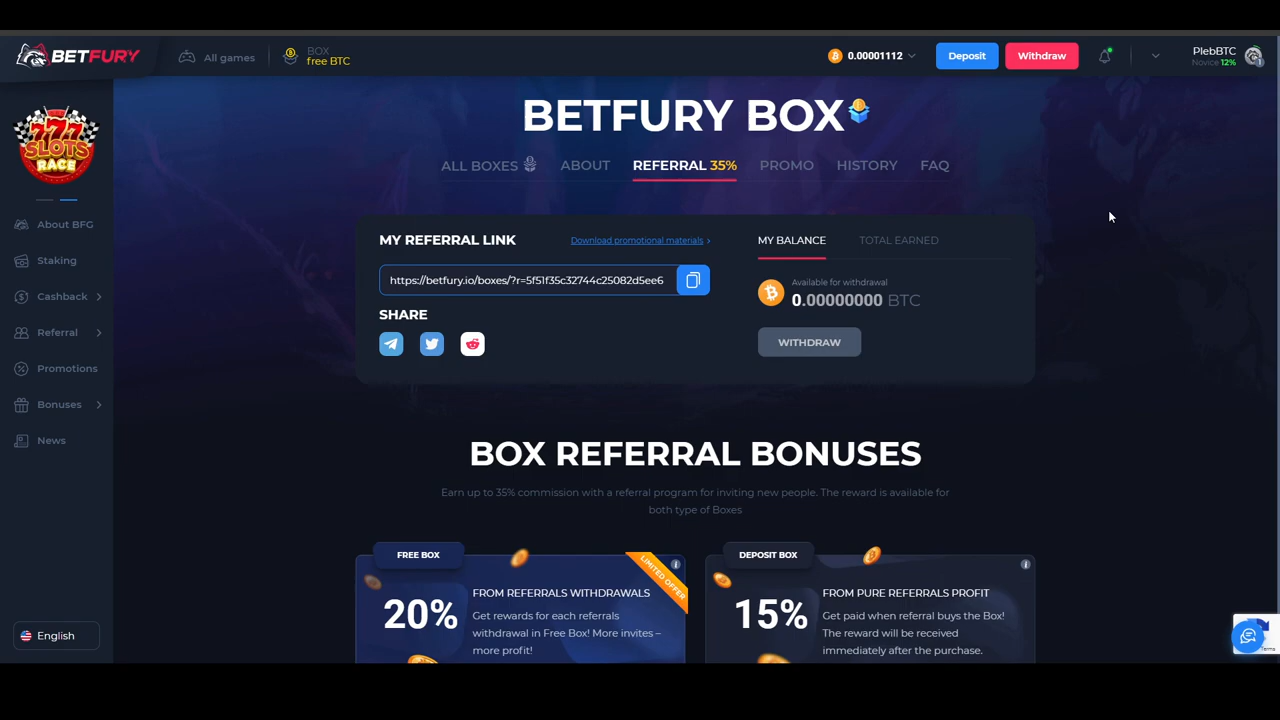 BETFURY
All games
BOX
free BTC
0.00001112
Deposit
Withdraw
PlebBTC
Novice 12%
777
SLOTS
RACE
About BFG
Staking
Cashback
Referral
Promotions
Bonuses
News
English
BETFURY BOX
ALL BOXES
ABOUT
REFERRAL 35%
PROMO
HISTORY
FAQ
MY REFERRAL LINK
Download promotional materials ›
https://betfury.io/boxes/?r=5f51f35c32744c25082d5ee6
SHARE
MY BALANCE
TOTAL EARNED
Available for withdrawal
0.00000000 BTC
WITHDRAW
BOX REFERRAL BONUSES
Earn up to 35% commission with a referral program for inviting new people. The reward is available for
both type of Boxes
FREE BOX
LIMITED OFFER
20%
FROM REFERRALS WITHDRAWALS
Get rewards for each referrals
withdrawal in Free Box! More invites –
more profit!
DEPOSIT BOX
15%
FROM PURE REFERRALS PROFIT
Get paid when referral buys the Box!
The reward will be received
immediately after the purchase.
Terms